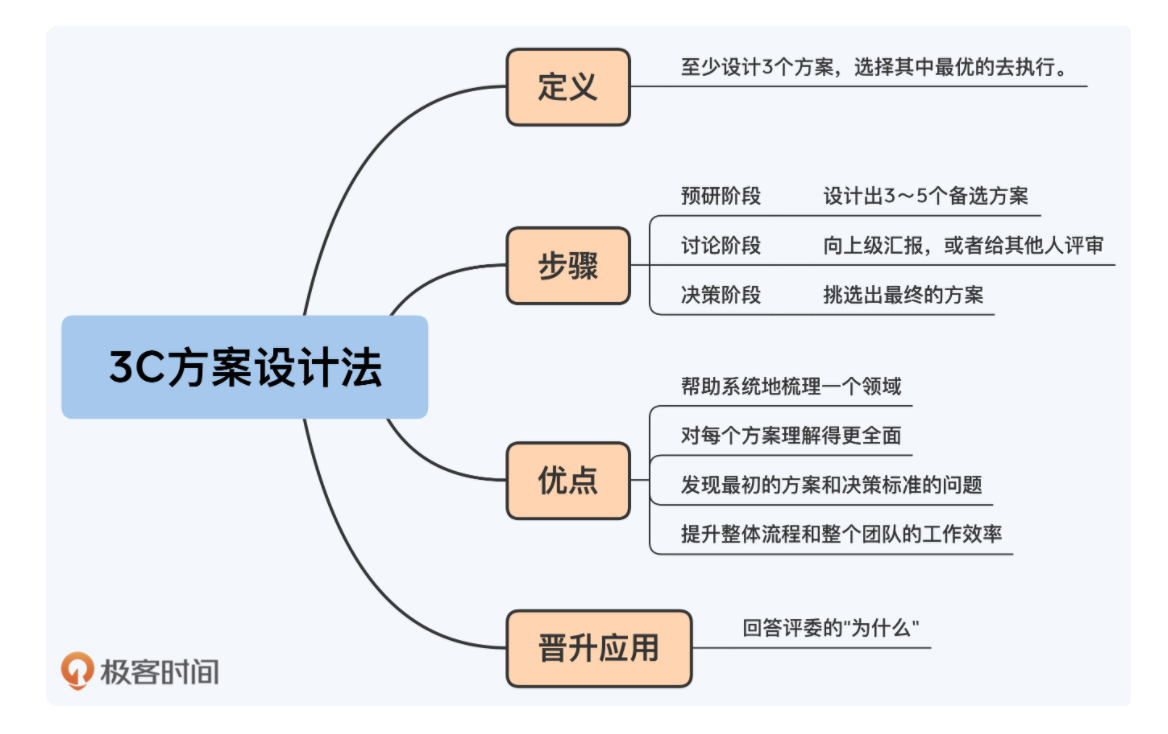 定义
至少设计3个方案，选择其中最优的去执行。
步骤
预研阶段 设计出3～5个备选方案
讨论阶段 向上级汇报，或者给其他人评审
决策阶段 挑选出最终的方案
3C方案设计法
优点
帮助系统地梳理一个领域
对每个方案理解得更全面
发现最初的方案和决策标准的问题
提升整体流程和整个团队的工作效率
晋升应用
回答评委的"为什么"
极客时间